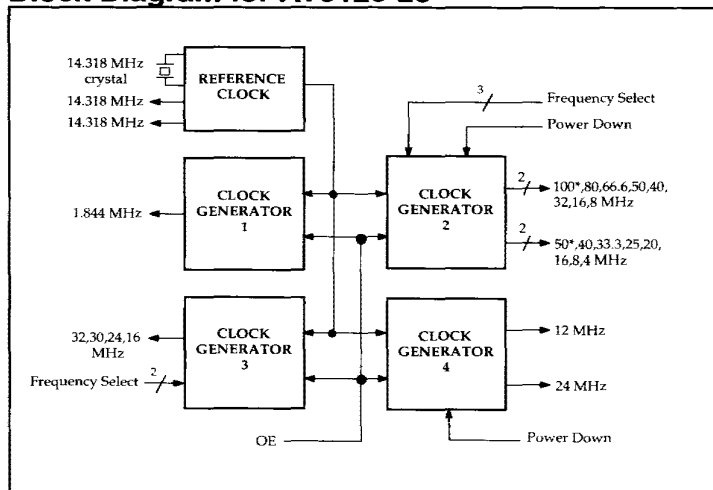 14.318 MHz
crystal
14.318 MHz
14.318 MHz
REFERENCE
CLOCK
3
Frequency Select
Power Down
1.844 MHz
CLOCK
GENERATOR
1
CLOCK
GENERATOR
2
2
100*,80,66.6,50,40,
32,16,8 MHz
2
50*,40,33.3,25,20,
16,8,4 MHz
32,30,24,16
MHz
Frequency Select
2
CLOCK
GENERATOR
3
CLOCK
GENERATOR
4
12 MHz
24 MHz
OE
Power Down